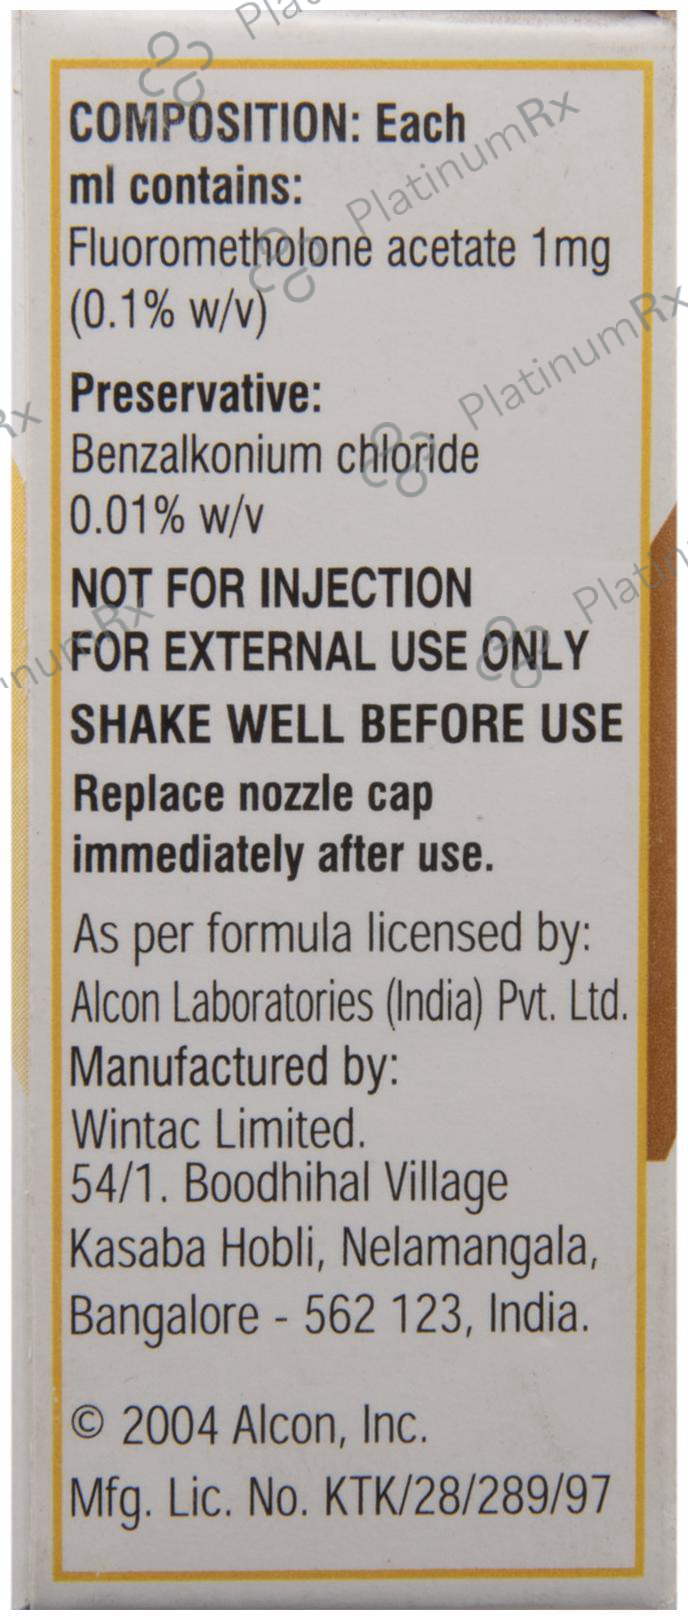 COMPOSITION: Each
ml contains:
Fluorometholone acetate 1mg
(0.1% w/v)
Preservative:
Benzalkonium chloride
0.01% w/v
NOT FOR INJECTION
FOR EXTERNAL USE ONLY
SHAKE WELL BEFORE USE
Replace nozzle cap
immediately after use.
As per formula licensed by:
Alcon Laboratories (India) Pvt. Ltd.
Manufactured by:
Wintac Limited.
54/1. Boodhihal Village
Kasaba Hobli, Nelamangala,
Bangalore - 562 123, India.
© 2004 Alcon, Inc.
Mfg. Lic. No. KTK/28/289/97
PlatinumRx
PlatinumRx